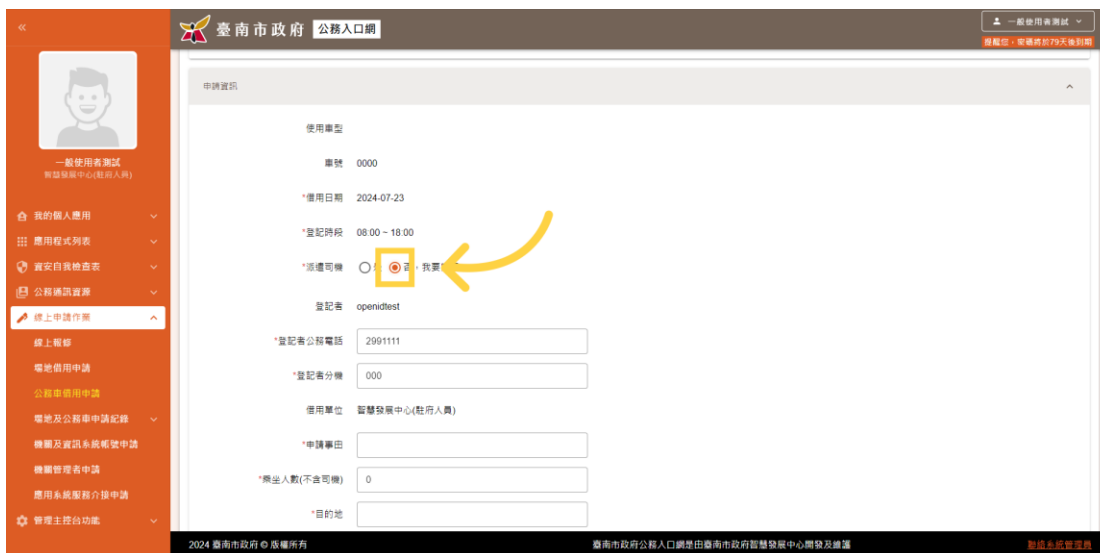 臺南市政府 公務入口網
一般使用者測試
提醒您，密碼將於79天後到期
一般使用者測試
智慧發展中心(駐府人員)
我的個人應用
應用程式列表
資安自我檢查表
公務通訊資源
線上申請作業
線上報修
場地借用申請
公務車借用申請
場地及公務車申請記錄
機關及資訊系統帳號申請
機關管理者申請
應用系統服務介接申請
管理主控台功能
申請資訊
使用車型
車號 0000
*借用日期 2024-07-23
*登記時段 08:00 ~ 18:00
*派遣司機 否，我要
登記者 openidtest
*登記者公務電話 2991111
*登記者分機 000
借用單位 智慧發展中心(駐府人員)
*申請事由
*乘坐人數(不含司機) 0
*目的地
2024 臺南市政府 © 版權所有
臺南市政府公務入口網是由臺南市政府智慧發展中心開發及維護
聯絡系統管理員